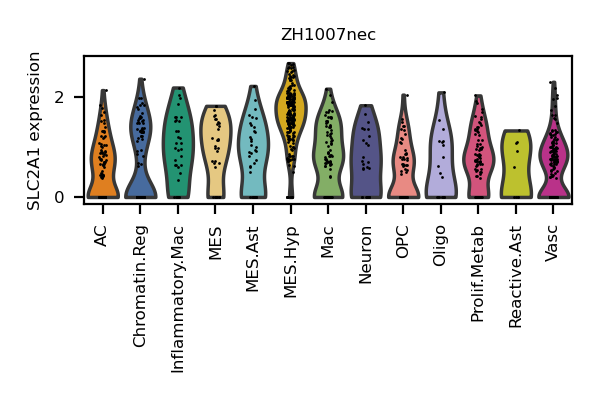 ZH1007nec
SLC2A1 expression
2
0
AC
Chromatin.Reg
Inflammatory.Mac
MES
MES.Ast
MES.Hyp
Mac
Neuron
OPC
Oligo
Prolif.Metab
Reactive.Ast
Vasc